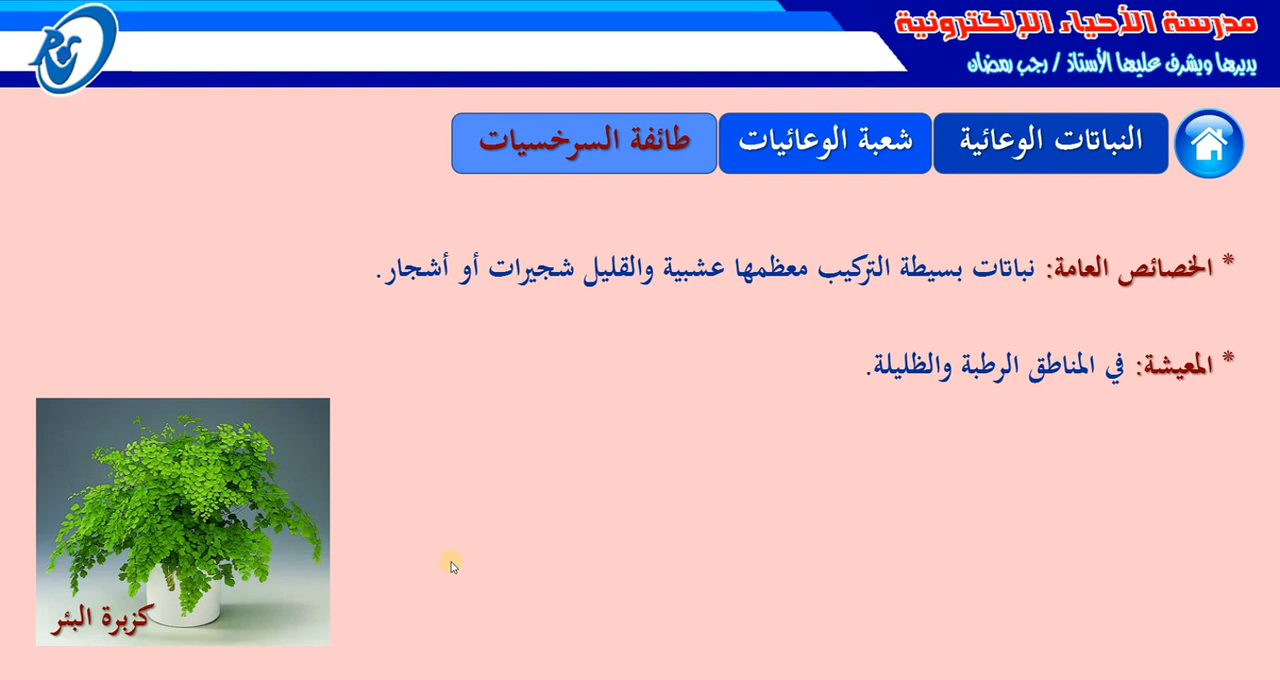 مدرسة الأحياء الإلكترونية
يديرها ويشرف عليها الأستاذ / رجب رمضان
النباتات الوعائية
شعبة الوعائيات
طائفة السرخسيات
* الخصائص العامة: نباتات بسيطة التركيب معظمها عشبية والقليل شجيرات أو أشجار.
* المعيشة: في المناطق الرطبة والظليلة.
كزبرة البئر